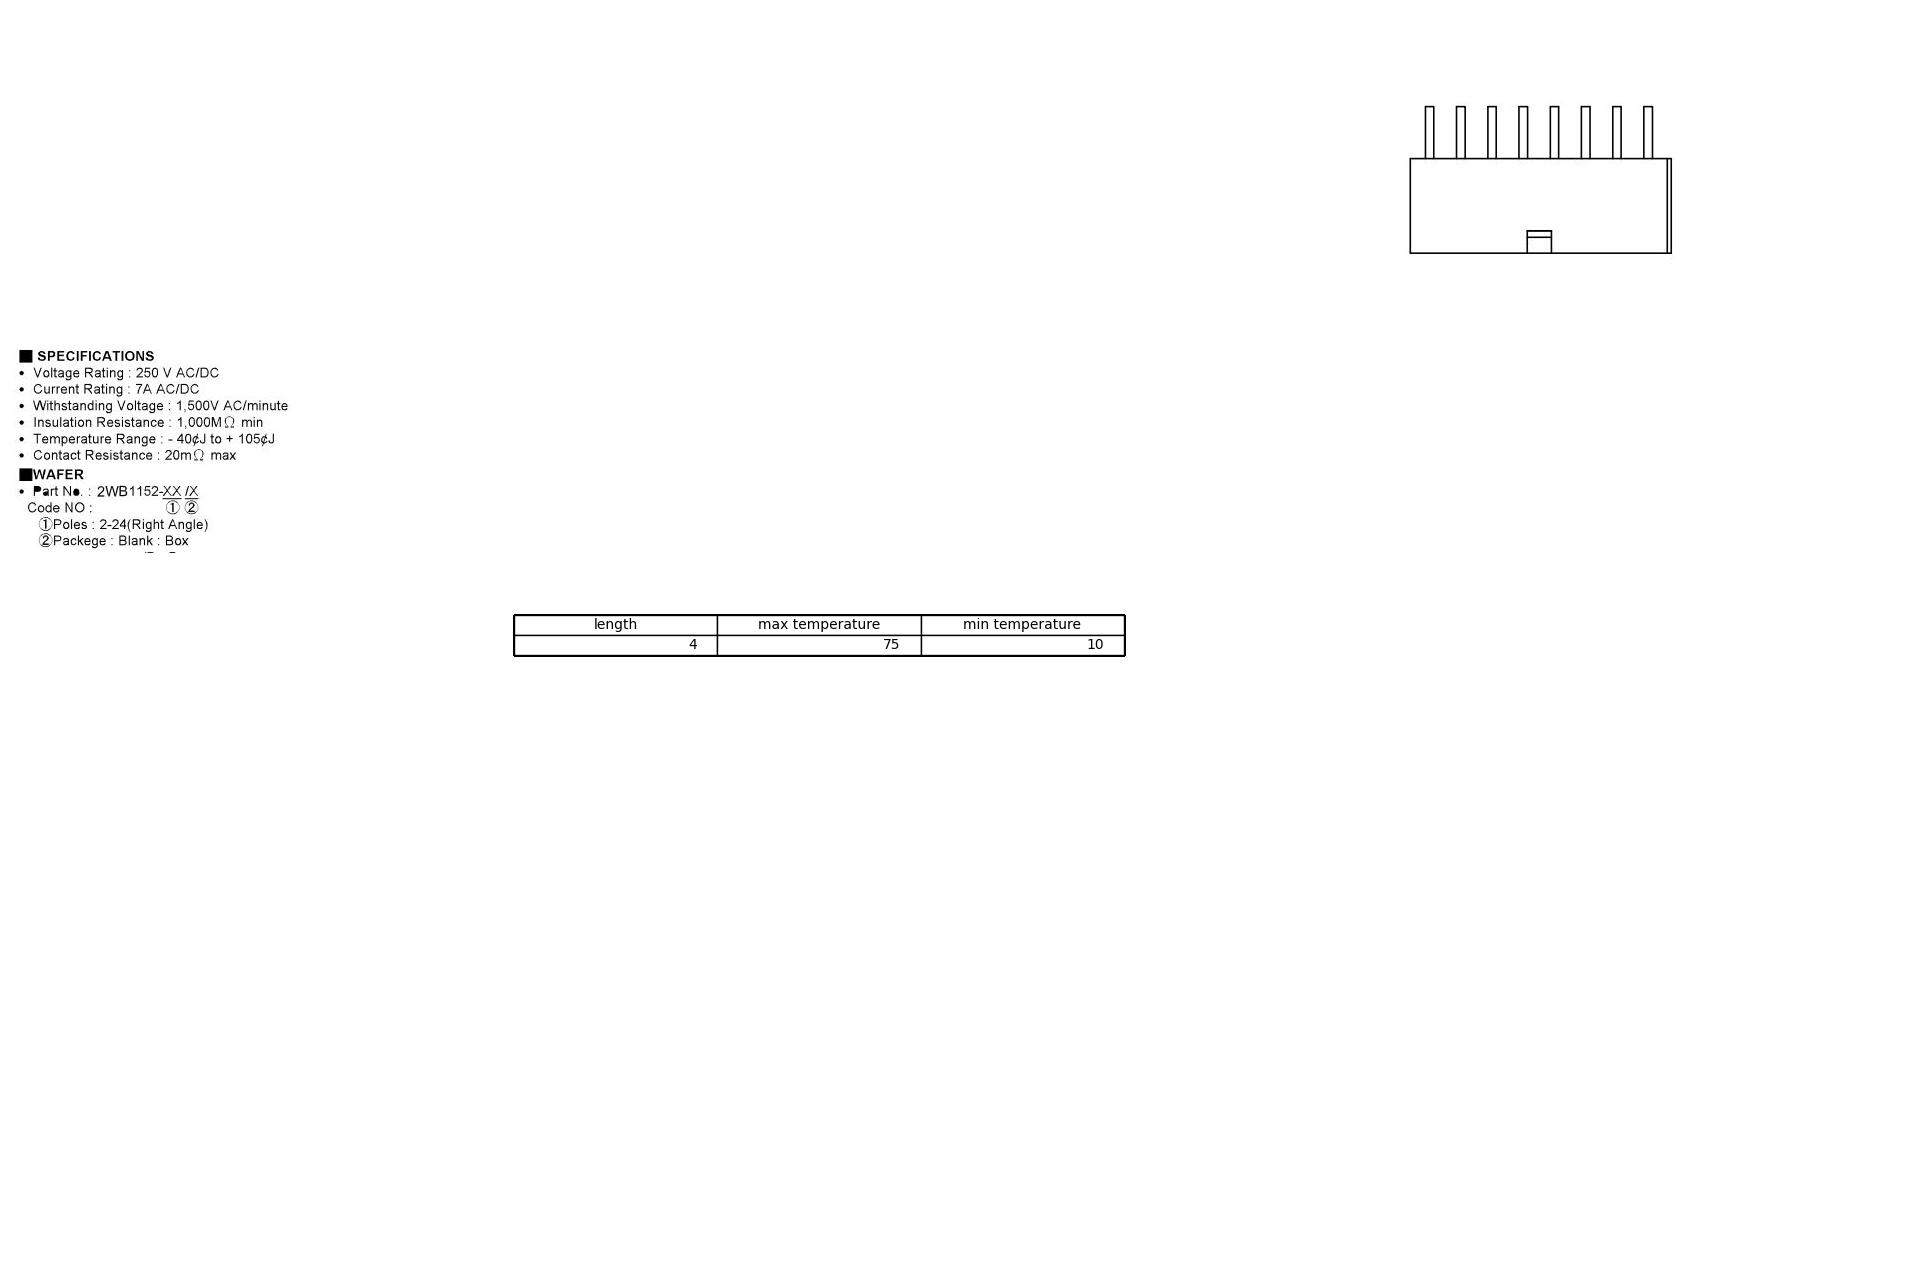 ■ SPECIFICATIONS
• Voltage Rating : 250 V AC/DC
• Current Rating : 7A AC/DC
• Withstanding Voltage : 1,500V AC/minute
• Insulation Resistance : 1,000MΩ min
• Temperature Range : - 40¢J to + 105¢J
• Contact Resistance : 20mΩ max
■WAFER
• Part No. : 2WB1152-XX /X
Code NO : ① ②
①Poles : 2-24(Right Angle)
②Packege : Blank : Box
length max temperature min temperature
4 75 10